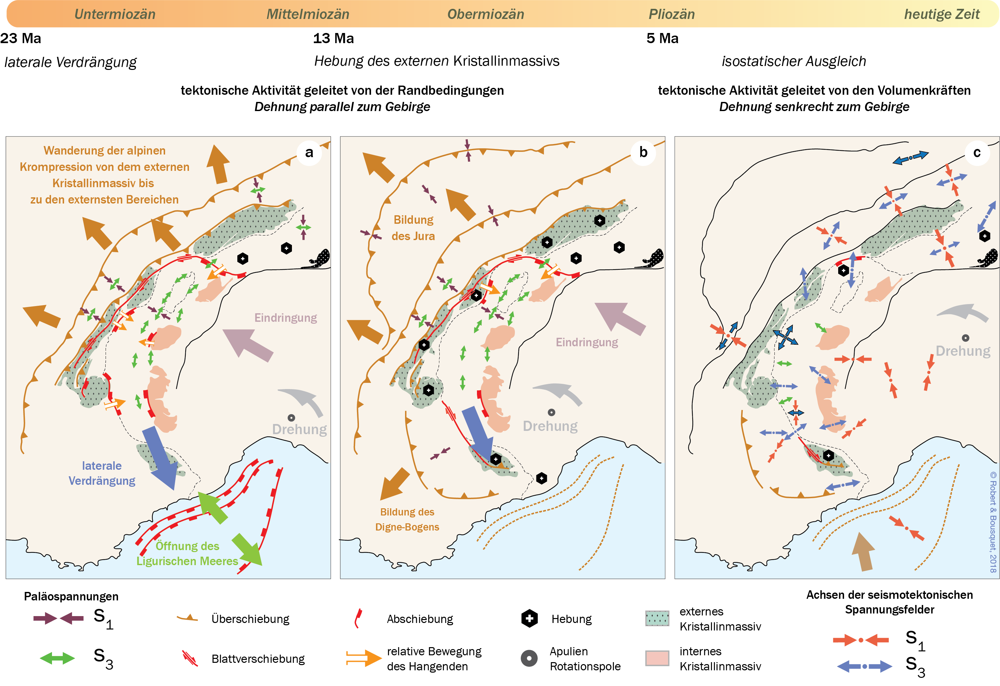 Untermiozän Mittelmiozän Obermiozän Pliozän heutige Zeit
23 Ma 13 Ma 5 Ma
laterale Verdrängung Hebung des externen Kristallinmassivs isostatischer Ausgleich
tektonische Aktivität geleitet von der Randbedingungen
Dehnung parallel zum Gebirge
tektonische Aktivität geleitet von den Volumenkräften
Dehnung senkrecht zum Gebirge
a
Wanderung der alpinen
Krompression von dem externen
Kristallinmassiv bis
zu den externsten Bereichen
Eindringung
Drehung
laterale
Verdrängung
Öffnung des
Ligurischen Meeres
b
Bildung
des Jura
Eindringung
Drehung
Bildung des
Digne-Bogens
c
Drehung
© Robert & Bousquet, 2018
Paläospannungen
S1
S3
Überschiebung
Blattverschiebung
Abschiebung
relative Bewegung
des Hangenden
Hebung
Apulien
Rotationspole
externes
Kristallinmassiv
internes
Kristallinmassiv
Achsen der seismotektonischen
Spannungsfelder
S1
S3